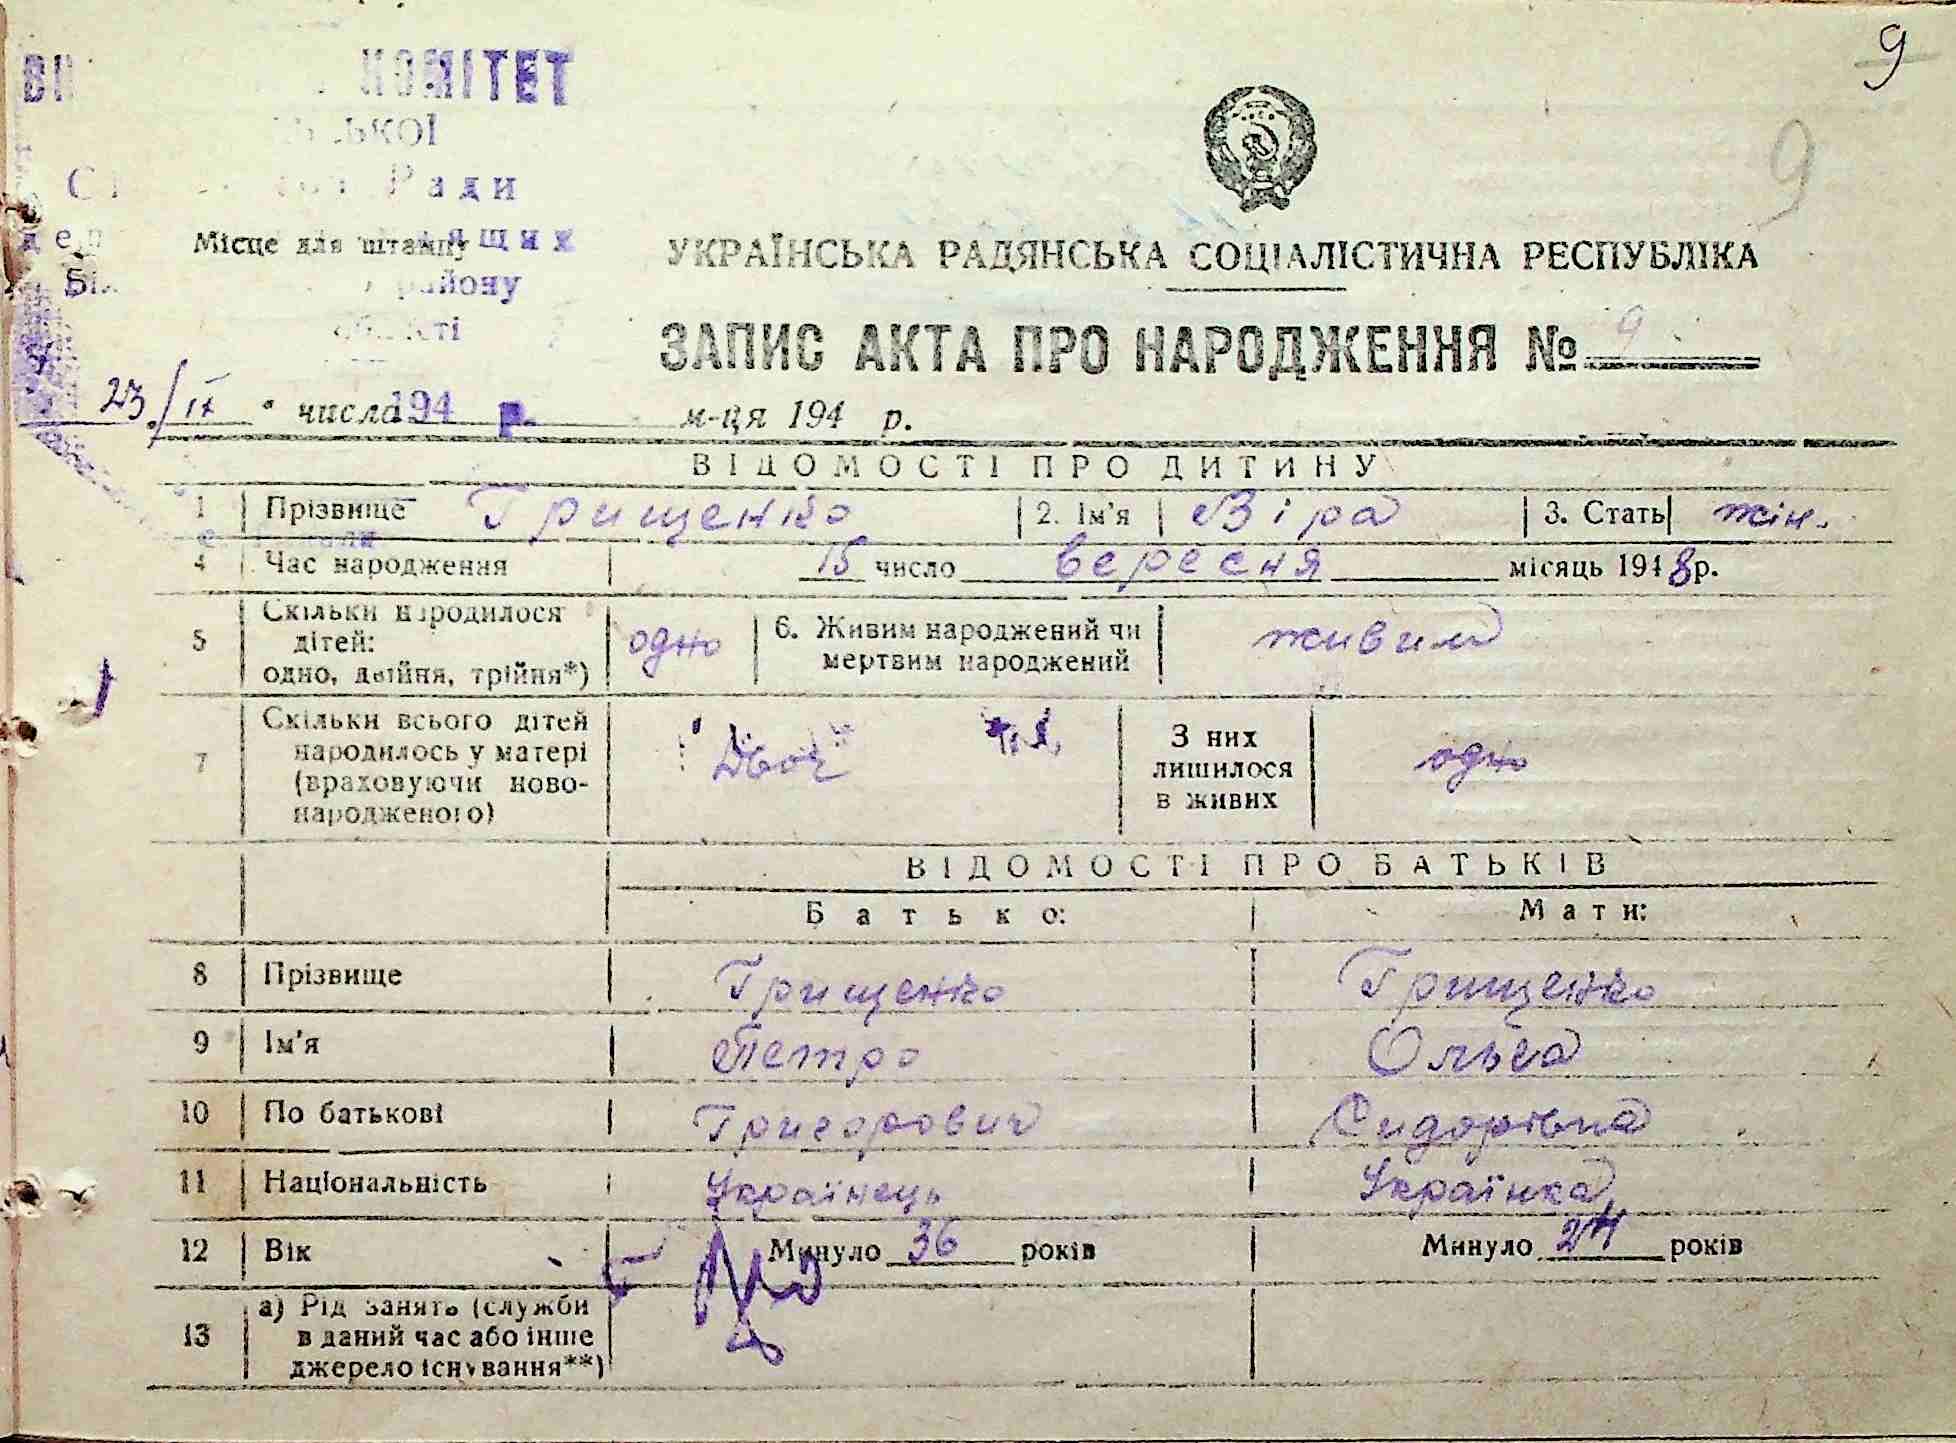 9
КОМІТЕТ
9
Ради
Місце для штампу
району
УКРАЇНСЬКА РАДЯНСЬКА СОЦІАЛІСТИЧНА РЕСПУБЛІКА
області
ЗАПИС АКТА ПРО НАРОДЖЕННЯ № 9
23/IX числа 194 р. м-ця 194 р.
ВІДОМОСТІ ПРО ДИТИНУ
1 Прізвище Грищенко 2. Ім'я Віра 3. Стать жін.
4 Час народження 15 число вересня місяць 1948 р.
5 Скільки народилося
дітей:
одно, двійня, трійня*) одно 6. Живим народжений чи
мертвим народжений живим
7 Скільки всього дітей
народилось у матері
(враховуючи ново-
народженого) Двоє З них
лишилося
в живих одно
ВІДОМОСТІ ПРО БАТЬКІВ
Батько: Мати:
8 Прізвище Грищенко Грищенко
9 Ім'я Петро Ольга
10 По батькові Григорович Сидорівна
11 Національність Українець Українка
12 Вік Минуло 36 років Минуло 24 років
13 а) Рід занять (служби
в даний час або інше
джерело існування**)